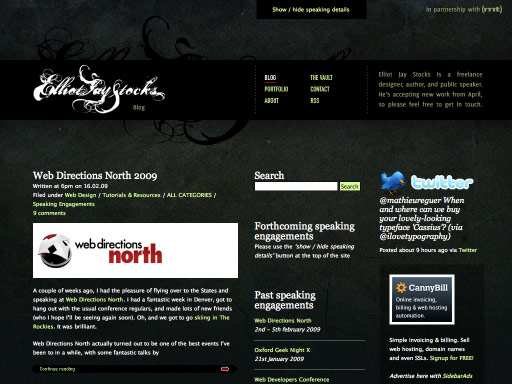 Show / hide speaking details
In partnership with (innit)
Elliot Jay Stocks
Blog
BLOG
PORTFOLIO
ABOUT
THE VAULT
CONTACT
RSS
Elliot Jay Stocks is a freelance
designer, author, and public speaker.
He's accepting new work from April,
so please feel free to get in touch.
Web Directions North 2009
Written at 6pm on 16.02.09
Filed under Web Design / Tutorials & Resources / ALL CATEGORIES /
Speaking Engagements
9 comments
web directions
north
A couple of weeks ago, I had the pleasure of flying over to the States and
speaking at Web Directions North. I had a fantastic week in Denver, got to
hang out with the usual conference regulars, and made lots of new friends
(who I hope I'll be seeing again soon). Oh, and we got to go skiing in The
Rockies. It was brilliant.
Web Directions North actually turned out to be one of the best events I've
been to in a while, with some fantastic talks by
Continue reading
Search
Search
Forthcoming speaking
engagements
Please use the 'show / hide speaking
details' button at the top of the site
Past speaking
engagements
Web Directions North
2nd – 5th february 2009
Oxford Geek Night X
21st january 2009
Web Developers Conference
twitter
@mathieureguer When
and where can we buy
your lovely-looking
typeface 'Cassius'? (via
@ilovetypography)
Posted about 9 hours ago via Twitter
CannyBill
Online invoicing,
billing & web hosting
automation.
Simple invoicing & billing. Sell
web hosting, domain names
and even SSLs. Signup for FREE!
Advertise here with SidebarAds